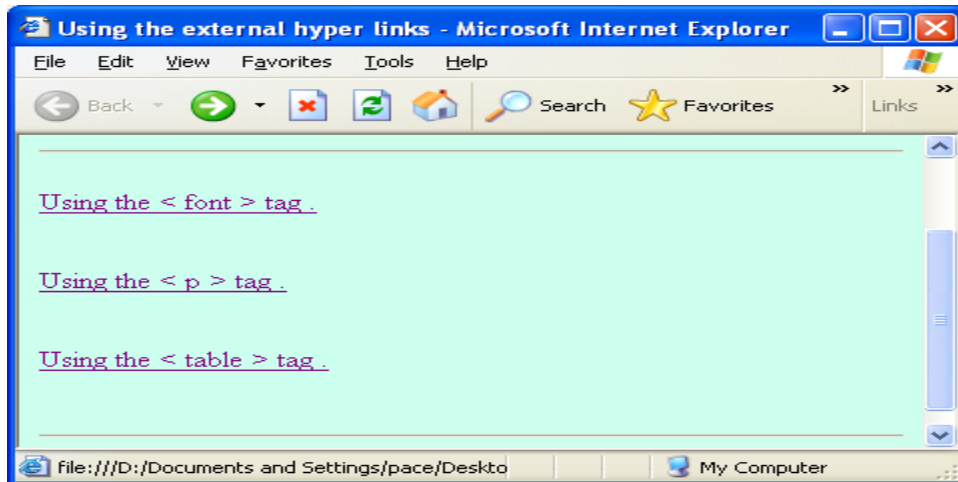 Using the external hyper links - Microsoft Internet Explorer
File Edit View Favorites Tools Help
Back Search Favorites » Links »
Using the < font > tag .
Using the < p > tag .
Using the < table > tag .
file:///D:/Documents and Settings/pace/Deskto My Computer